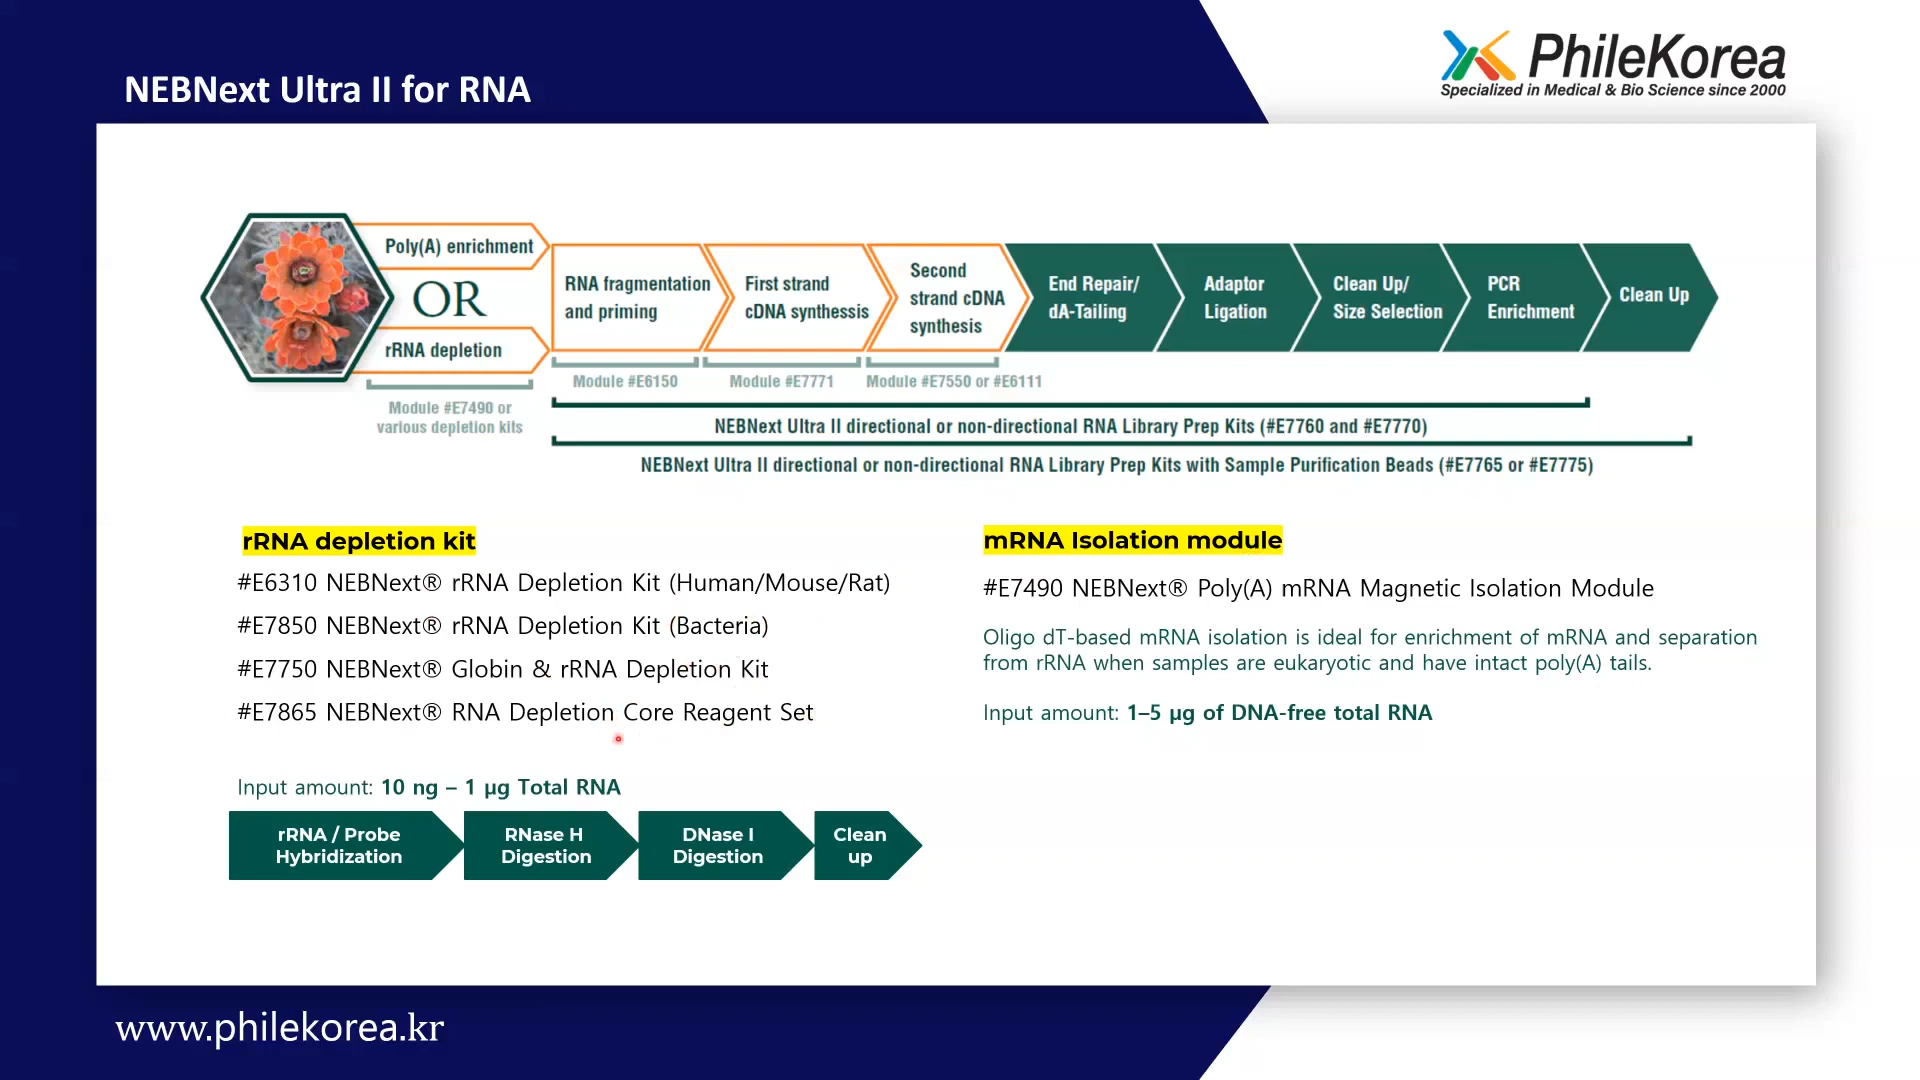 NEBNext Ultra II for RNA
PhileKorea
Specialized in Medical & Bio Science since 2000
Poly(A) enrichment
OR
rRNA depletion
Module #E7490 or
various depletion kits
RNA fragmentation
and priming
First strand
cDNA synthessis
Second
strand cDNA
synthesis
End Repair/
dA-Tailing
Adaptor
Ligation
Clean Up/
Size Selection
PCR
Enrichment
Clean Up
Module #E6150
Module #E7771
Module #E7550 or #E6111
NEBNext Ultra II directional or non-directional RNA Library Prep Kits (#E7760 and #E7770)
NEBNext Ultra II directional or non-directional RNA Library Prep Kits with Sample Purification Beads (#E7765 or #E7775)
rRNA depletion kit
#E6310 NEBNext® rRNA Depletion Kit (Human/Mouse/Rat)
#E7850 NEBNext® rRNA Depletion Kit (Bacteria)
#E7750 NEBNext® Globin & rRNA Depletion Kit
#E7865 NEBNext® RNA Depletion Core Reagent Set
Input amount: 10 ng – 1 µg Total RNA
rRNA / Probe
Hybridization
RNase H
Digestion
DNase I
Digestion
Clean
up
mRNA Isolation module
#E7490 NEBNext® Poly(A) mRNA Magnetic Isolation Module
Oligo dT-based mRNA isolation is ideal for enrichment of mRNA and separation
from rRNA when samples are eukaryotic and have intact poly(A) tails.
Input amount: 1–5 µg of DNA-free total RNA
www.philekorea.kr